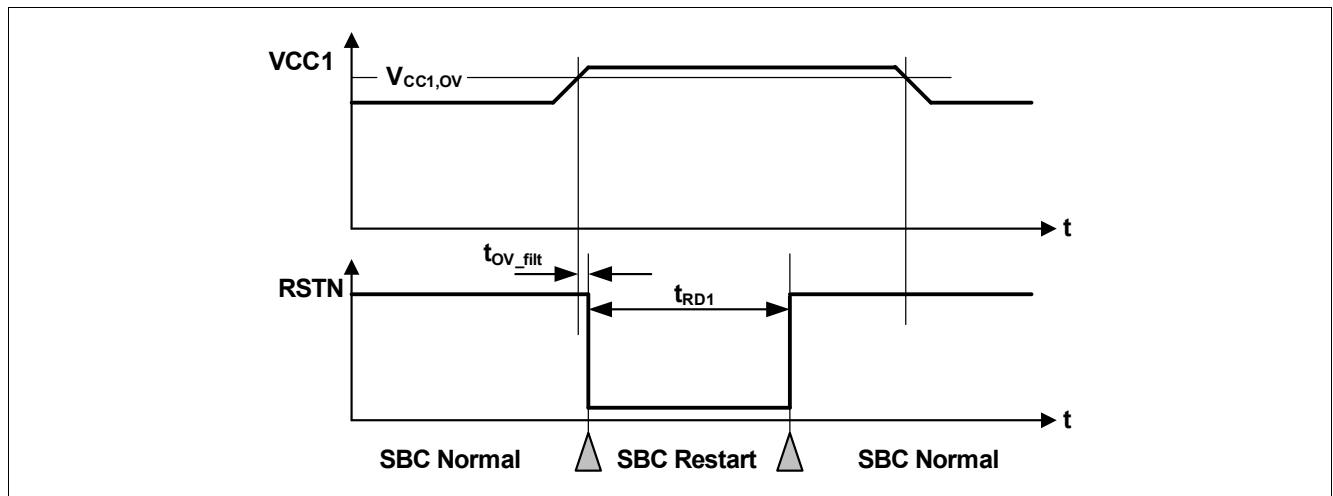 VCC1
VCC1,OV
t
tOV_filt
RSTN
tRD1
t
SBC Normal
SBC Restart
SBC Normal